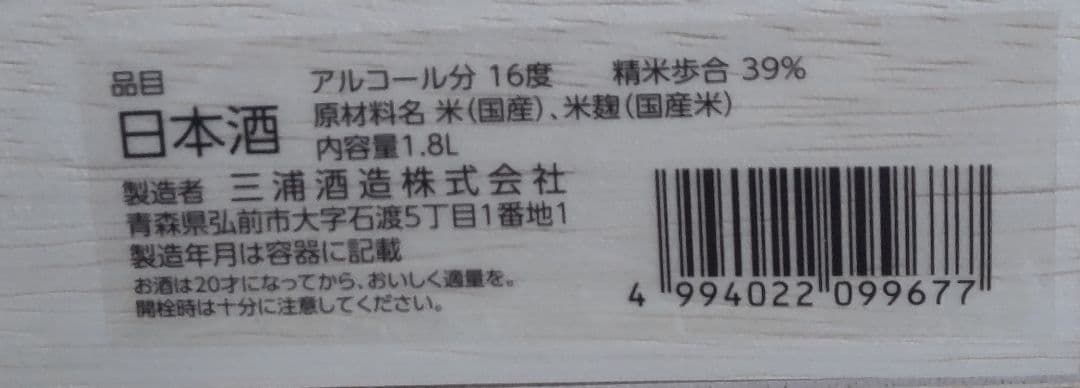 品目
日本酒
アルコール分 16度 精米歩合 39%
原材料名 米(国産)、米麹(国産米)
内容量1.8L
製造者 三浦酒造株式会社
青森県弘前市大字石渡5丁目1番地1
製造年月は容器に記載
お酒は20才になってから、おいしく適量を。
開栓時は十分に注意してください。
4 994022 099677